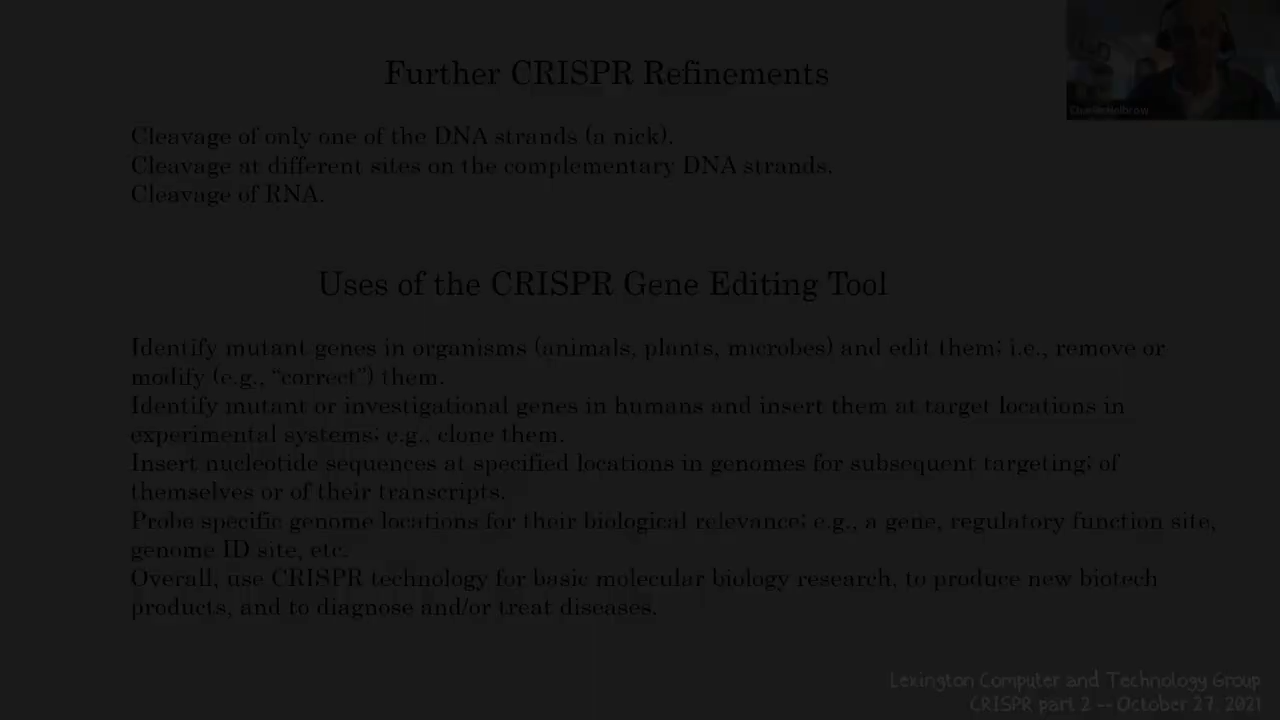 Further CRISPR Refinements
Cleavage of only one of the DNA strands (a nick).
Cleavage at different sites on the complementary DNA strands.
Cleavage of RNA.
Uses of the CRISPR Gene Editing Tool
Identify mutant genes in organisms (animals, plants, microbes) and edit them; i.e., remove or
modify (e.g., “correct”) them.
Identify mutant or investigational genes in humans and insert them at target locations in
experimental systems; e.g., clone them.
Insert nucleotide sequences at specified locations in genomes for subsequent targeting; of
themselves or of their transcripts.
Probe specific genome locations for their biological relevance; e.g., a gene, regulatory function site,
genome ID site, etc.
Overall, use CRISPR technology for basic molecular biology research, to produce new biotech
products, and to diagnose and/or treat diseases.
Lexington Computer and Technology Group
CRISPR part 2 -- October 27, 2021